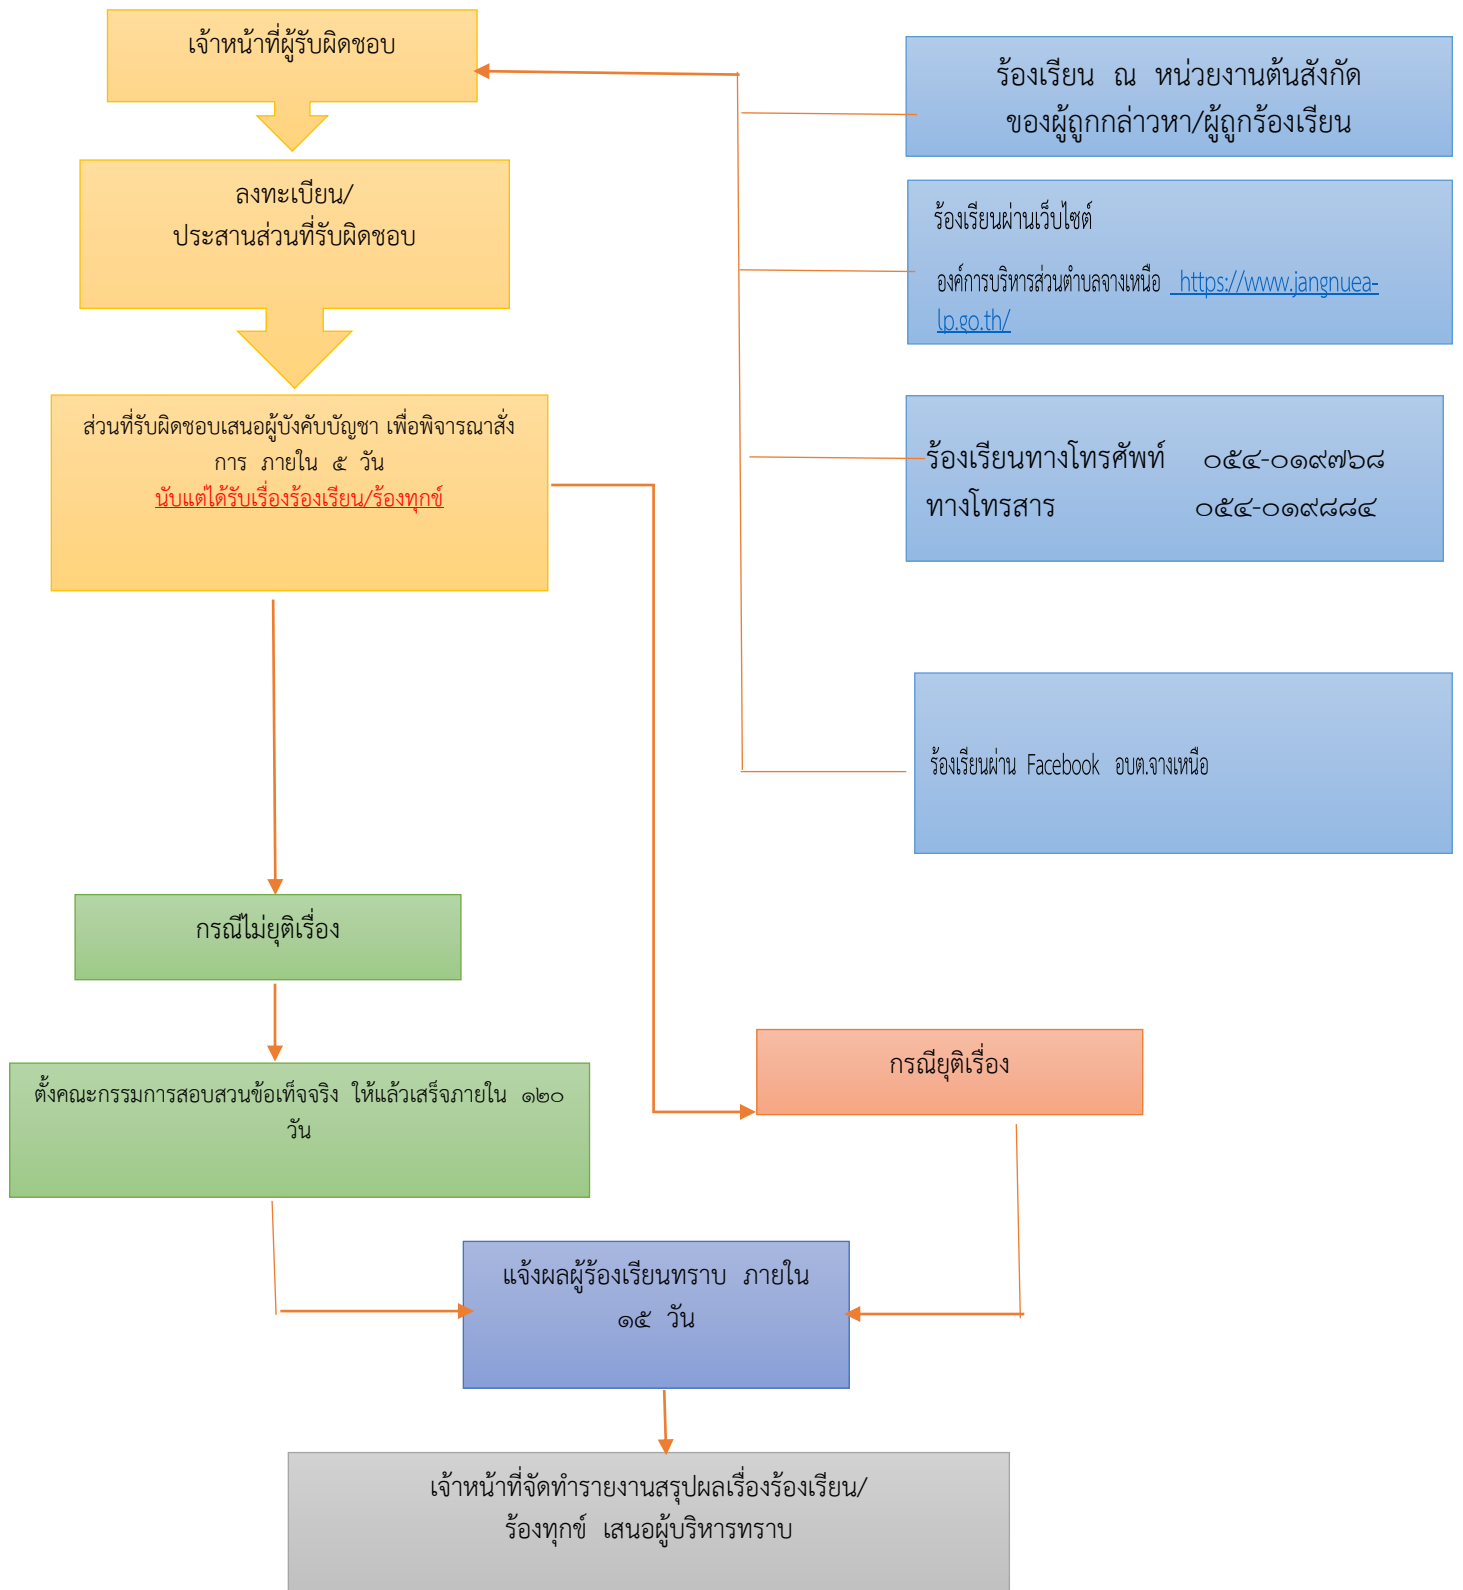 เจ้าหน้าที่ผู้รับผิดชอบ
ร้องเรียน ณ หน่วยงานต้นสังกัด
ของผู้ถูกกล่าวหา/ผู้ถูกร้องเรียน
ลงทะเบียน/
ประสานส่วนที่รับผิดชอบ
ร้องเรียนผ่านเว็บไซต์
องค์การบริหารส่วนตำบลจางเหนือ https://www.jangnuea-
lp.go.th/
ส่วนที่รับผิดชอบเสนอผู้บังคับบัญชา เพื่อพิจารณาสั่ง
การ ภายใน ๕ วัน
นับแต่ได้รับเรื่องร้องเรียน/ร้องทุกข์
ร้องเรียนทางโทรศัพท์ ๐๕๔-๐๑๙๗๖๘
ทางโทรสาร ๐๕๔-๐๑๙๘๘๔
ร้องเรียนผ่าน Facebook อบต.จางเหนือ
กรณีไม่ยุติเรื่อง
กรณียุติเรื่อง
ตั้งคณะกรรมการสอบสวนข้อเท็จจริง ให้แล้วเสร็จภายใน ๑๒๐
วัน
แจ้งผลผู้ร้องเรียนทราบ ภายใน
๑๕ วัน
เจ้าหน้าที่จัดทำรายงานสรุปผลเรื่องร้องเรียน/
ร้องทุกข์ เสนอผู้บริหารทราบ